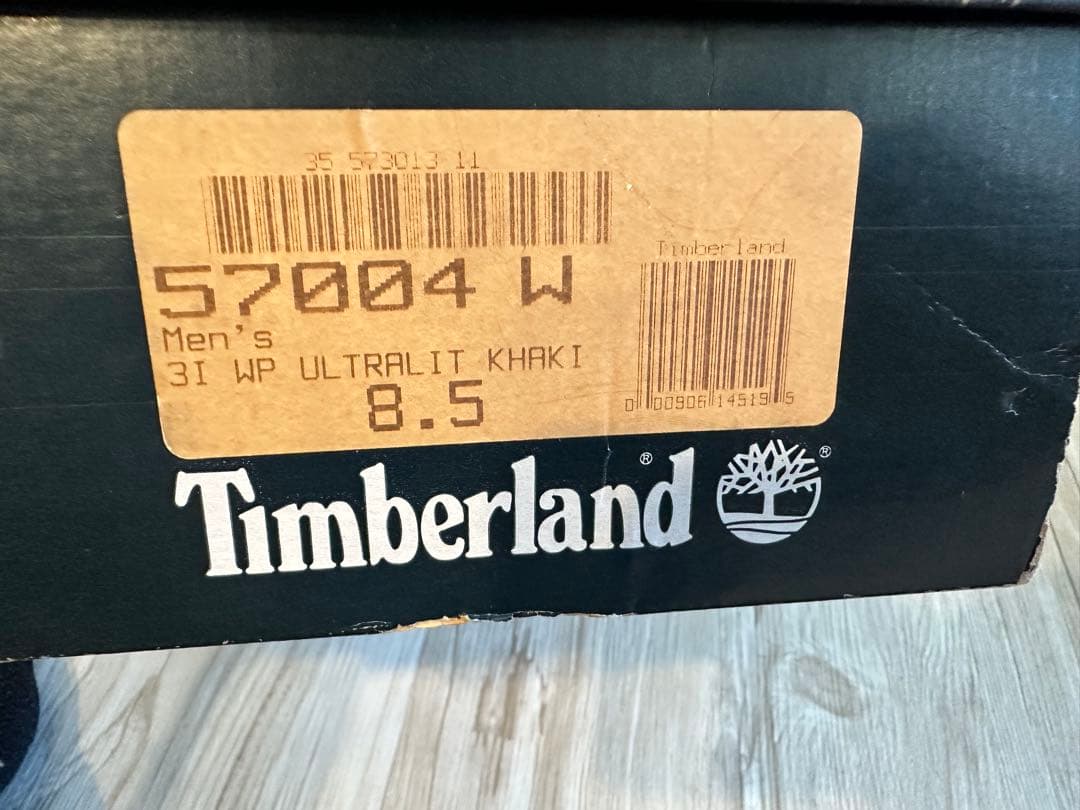 35 573013 11
57004 W
Men's
3I WP ULTRALIT KHAKI
8.5
Timberland
0 00906 14519 5
Timberland®
®